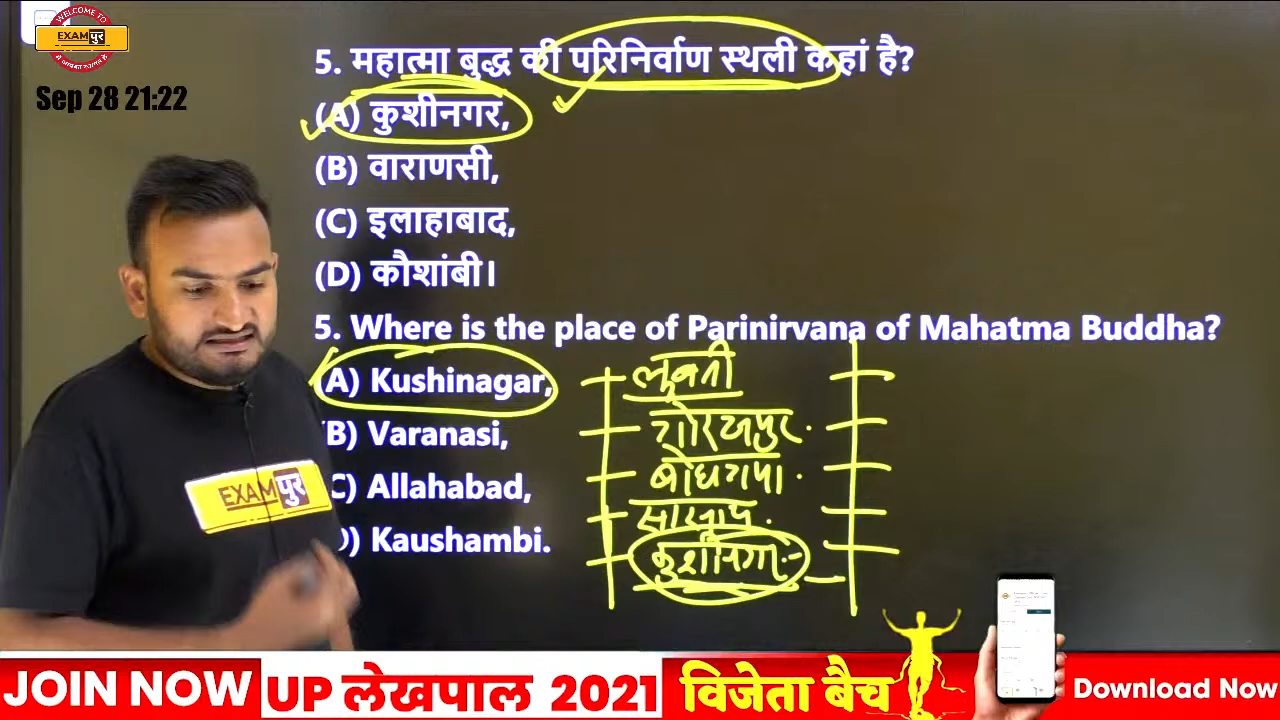 WELCOME TO
EXAMपुर
Sep 28 21:22
5. महात्मा बुद्ध की परिनिर्वाण स्थली कहां है?
(A) कुशीनगर,
(B) वाराणसी,
(C) इलाहाबाद,
(D) कौशांबी।
5. Where is the place of Parinirvana of Mahatma Buddha?
(A) Kushinagar,
B) Varanasi,
C) Allahabad,
) Kaushambi.
गोरखपुर
बोधगया
सारनाथ
कुशीनगर
EXAMपुर
JOIN NOW
UP लेखपाल 2021
विजेता बैच
Download Now